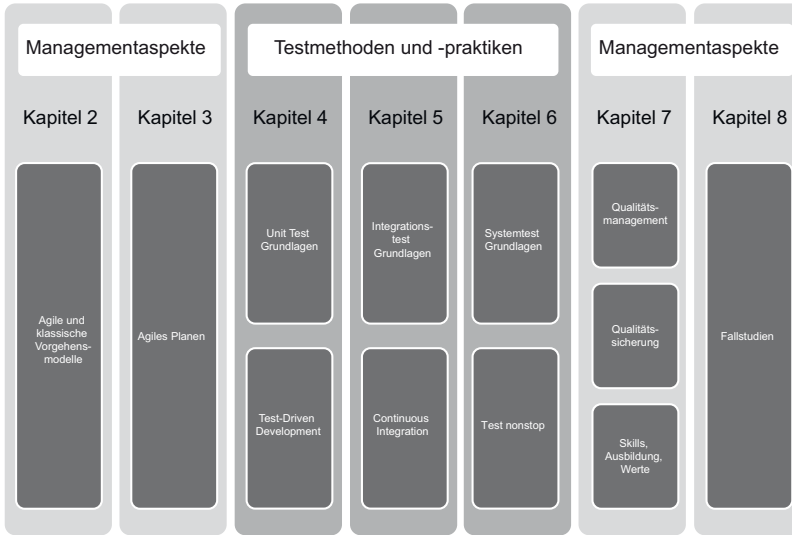 Managementaspekte
Testmethoden und -praktiken
Managementaspekte
Kapitel 2
Kapitel 3
Kapitel 4
Kapitel 5
Kapitel 6
Kapitel 7
Kapitel 8
Agile und
klassische
Vorgehens-
modelle
Agiles Planen
Unit Test
Grundlagen
Test-Driven
Development
Integrations-
test
Grundlagen
Continuous
Integration
Systemtest
Grundlagen
Test nonstop
Qualitäts-
management
Qualitäts-
sicherung
Skills,
Ausbildung,
Werte
Fallstudien